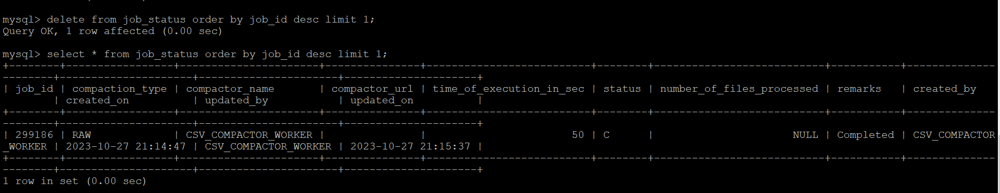 mysql> delete from job_status order by job_id desc limit 1;
Query OK, 1 row affected (0.00 sec)
mysql> select * from job_status order by job_id desc limit 1;
+--------+-----------------+----------------------+---------------+--------------------------+--------+---------------------------+-----------+--------------
--------+---------------------+----------------------+---------------------+
| job_id | compaction_type | compactor_name       | compactor_url | time_of_execution_in_sec | status | number_of_files_processed | remarks   | created_by
        | created_on          | updated_by           | updated_on          |
+--------+-----------------+----------------------+---------------+--------------------------+--------+---------------------------+-----------+--------------
--------+---------------------+----------------------+---------------------+
| 299186 | RAW             | CSV_COMPACTOR_WORKER |               |                       50 | C      |                      NULL | Completed | CSV_COMPACTOR
_WORKER | 2023-10-27 21:14:47 | CSV_COMPACTOR_WORKER | 2023-10-27 21:15:37 |
+--------+-----------------+----------------------+---------------+--------------------------+--------+---------------------------+-----------+--------------
--------+---------------------+----------------------+---------------------+
1 row in set (0.00 sec)